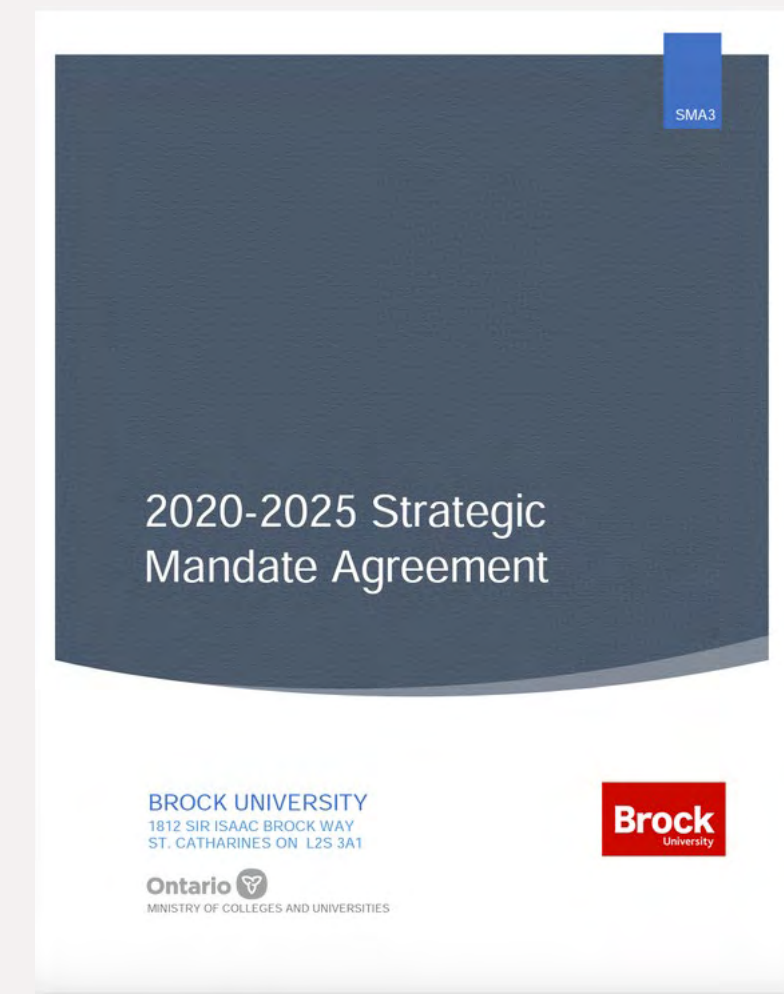 SMA3
2020-2025 Strategic
Mandate Agreement
BROCK UNIVERSITY
1812 SIR ISAAC BROCK WAY
ST. CATHARINES ON L2S 3A1
Brock
University
Ontario
MINISTRY OF COLLEGES AND UNIVERSITIES